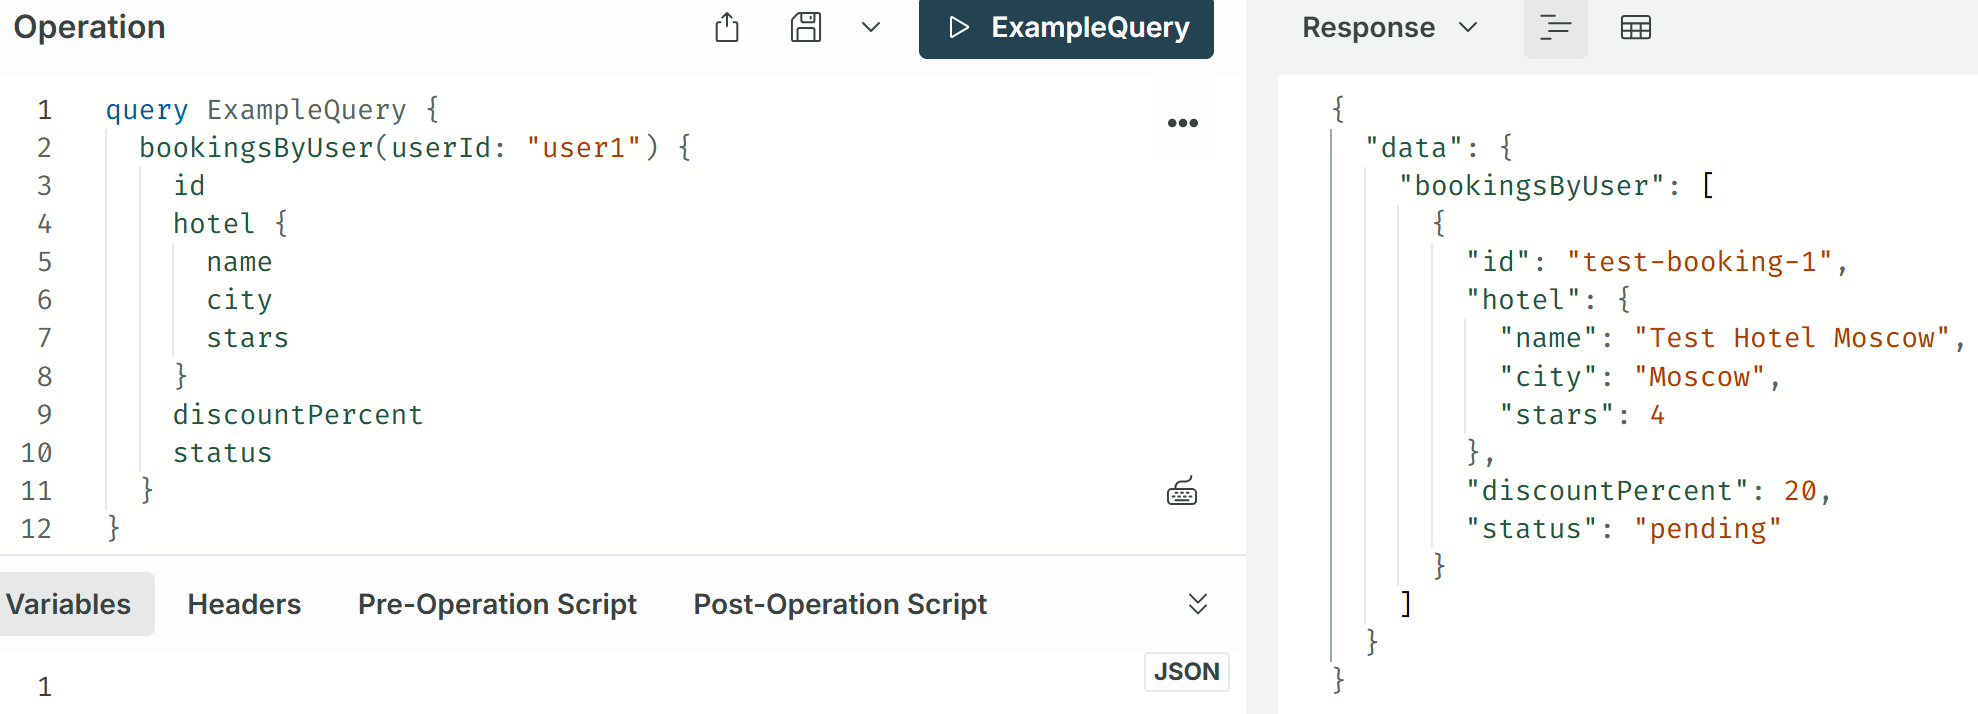 Operation
ExampleQuery
1 query ExampleQuery {
2 bookingsByUser(userId: "user1") {
3 id
4 hotel {
5 name
6 city
7 stars
8 }
9 discountPercent
10 status
11 }
12 }
Variables Headers Pre-Operation Script Post-Operation Script
JSON
1
Response
{
"data": {
"bookingsByUser": [
{
"id": "test-booking-1",
"hotel": {
"name": "Test Hotel Moscow",
"city": "Moscow",
"stars": 4
},
"discountPercent": 20,
"status": "pending"
}
]
}
}